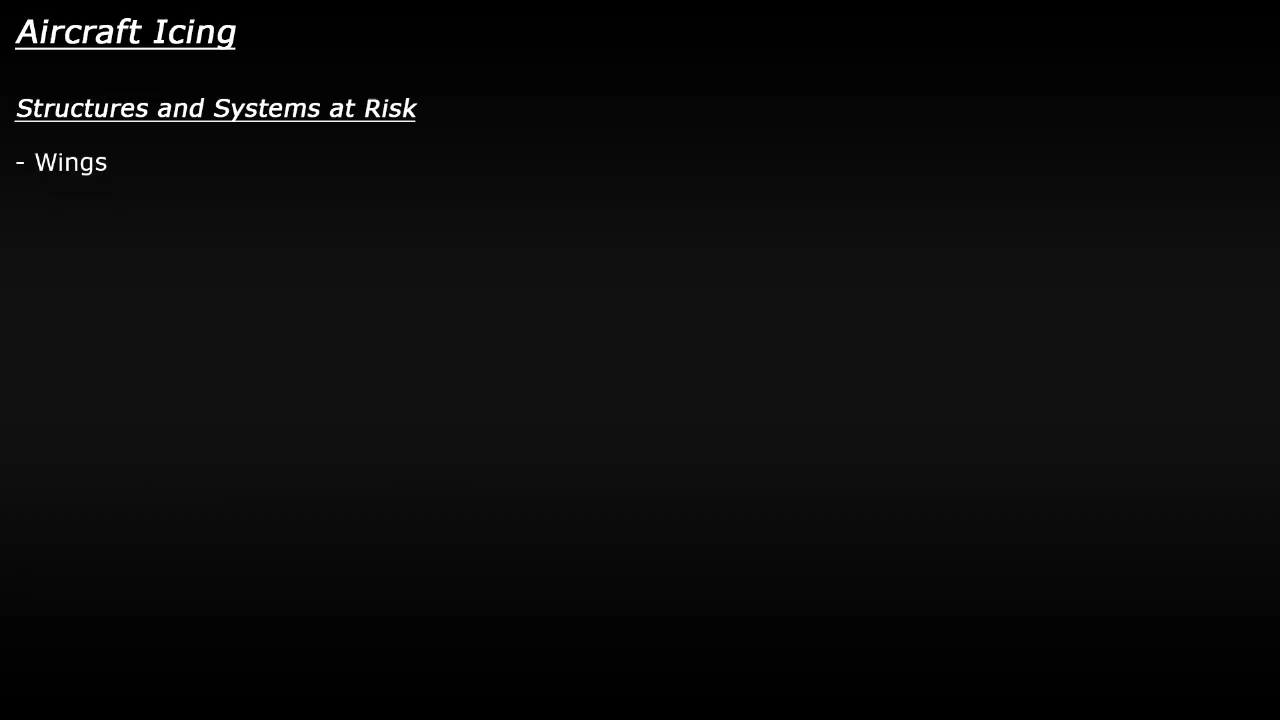 Aircraft Icing
Structures and Systems at Risk
- Wings